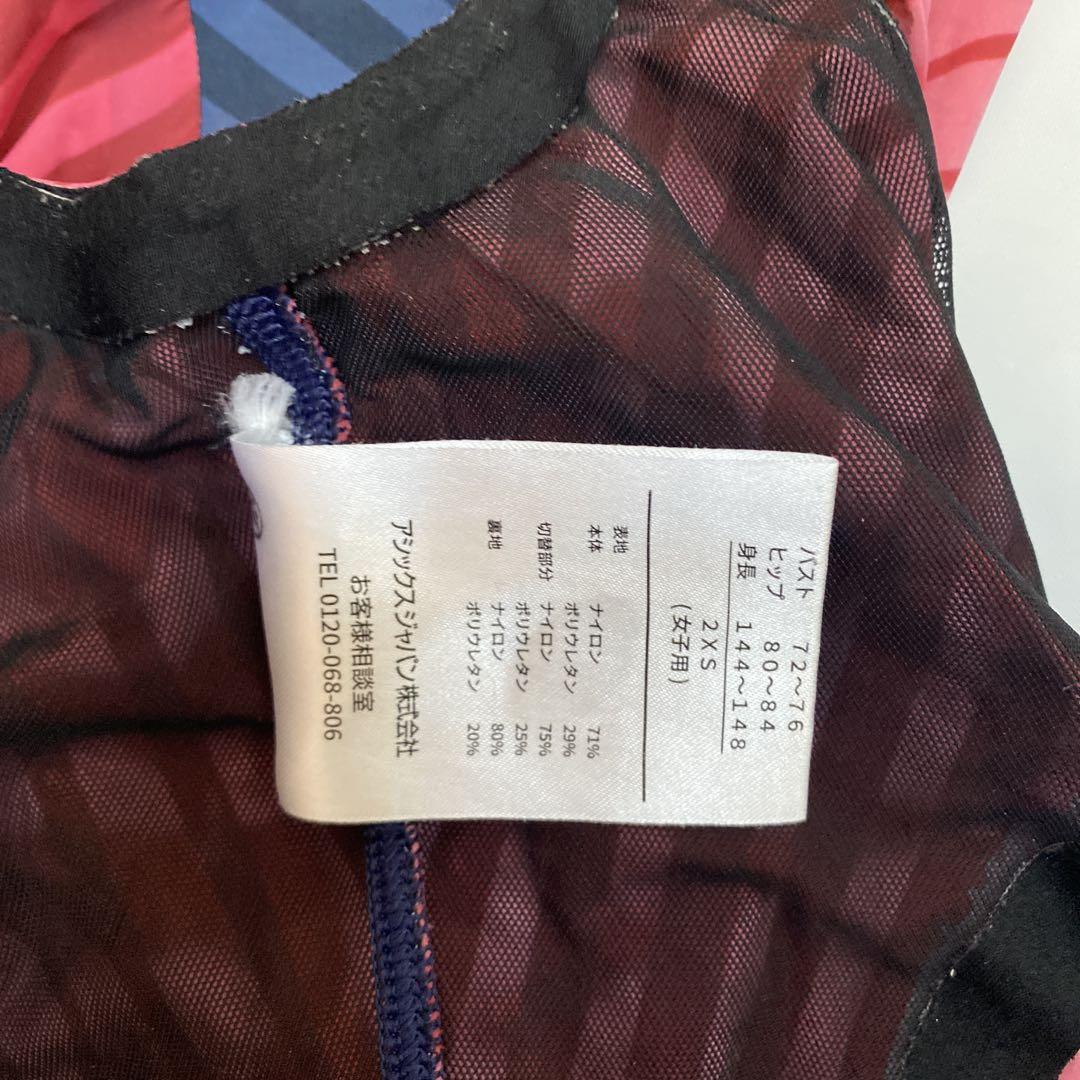 バスト 72～76
ヒップ 80～84
身長 144～148
2XS
(女子用)
表地
本体 ナイロン 71%
ポリウレタン 29%
切替部分 ナイロン 75%
ポリウレタン 25%
裏地 ナイロン 80%
ポリウレタン 20%
アシックスジャパン株式会社
お客様相談室
TEL 0120-068-806